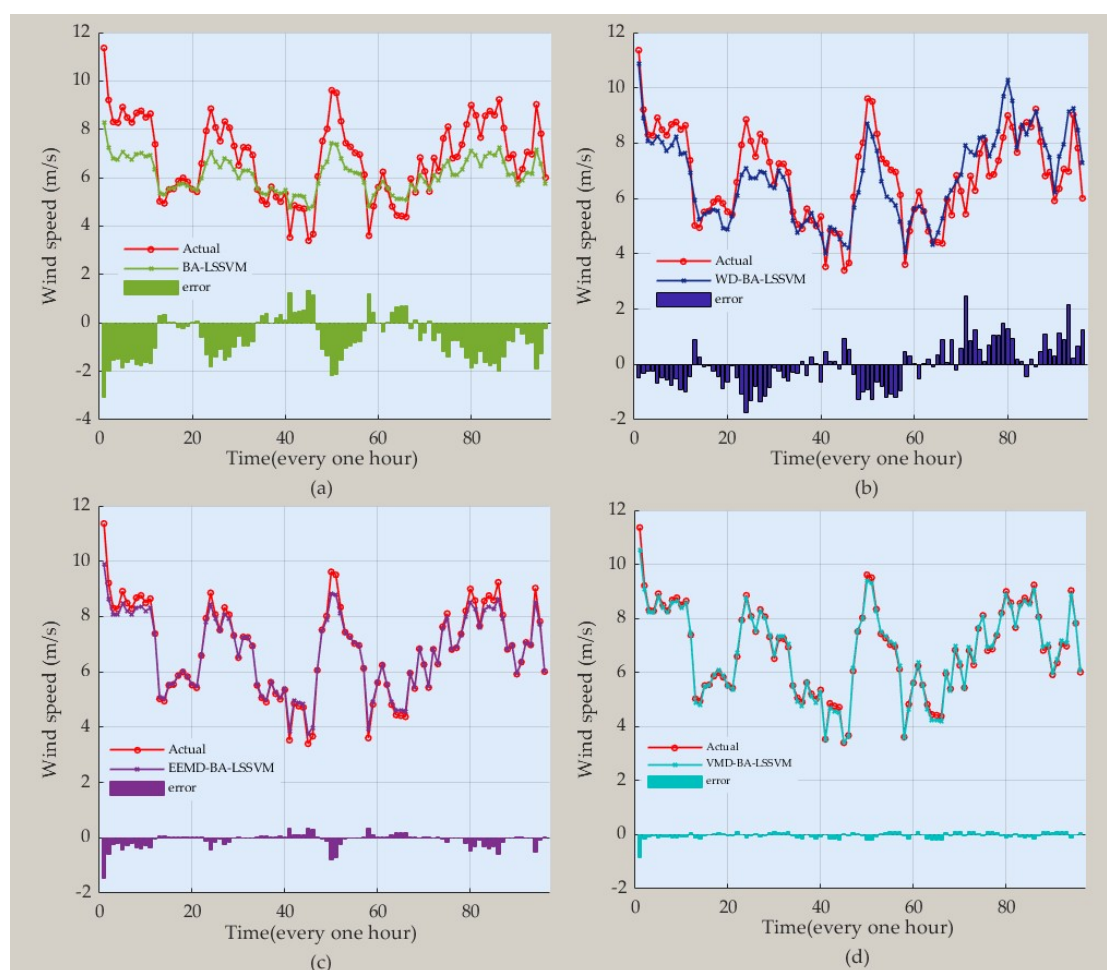 12
10
8
6
4
2
0
-2
-4
Wind speed (m/s)
Actual
BA-LSSVM
error
0 20 40 60 80
Time(every one hour)
(a)
12
10
8
6
4
2
0
-2
Wind speed (m/s)
Actual
WD-BA-LSSVM
error
0 20 40 60 80
Time(every one hour)
(b)
12
10
8
6
4
2
0
-2
Wind speed (m/s)
Actual
EEMD-BA-LSSVM
error
0 20 40 60 80
Time(every one hour)
(c)
12
10
8
6
4
2
0
-2
Wind speed (m/s)
Actual
VMD-BA-LSSVM
error
0 20 40 60 80
Time(every one hour)
(d)